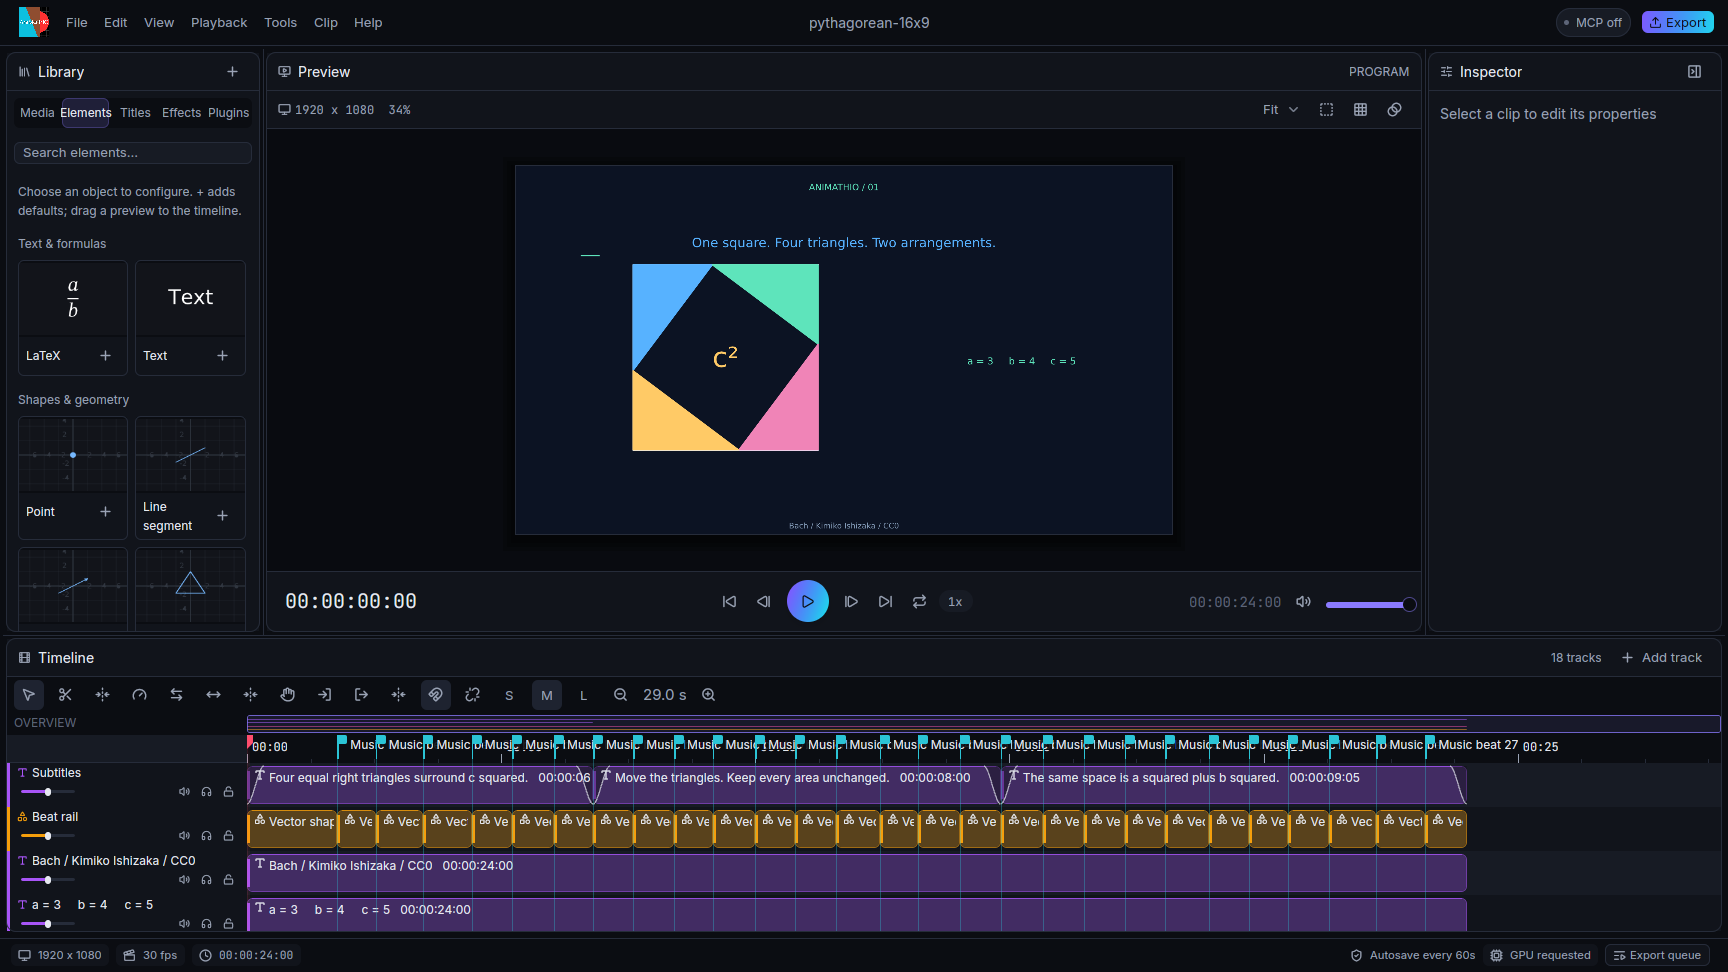 File Edit View Playback Tools Clip Help
pythagorean-16x9
MCP off
Export
Library
Media Elements Titles Effects Plugins
Search elements...
Choose an object to configure. + adds
defaults; drag a preview to the timeline.
Text & formulas
a
b
Text
LaTeX
Text
Shapes & geometry
Point
Line
segment
Preview
PROGRAM
1920 x 1080 34%
Fit
ANIMATHIO / 01
One square. Four triangles. Two arrangements.
c²
a = 3 b = 4 c = 5
Bach / Kimiko Ishizaka / CC0
00:00:00:00
1x
00:00:24:00
Inspector
Select a clip to edit its properties
Timeline
18 tracks
Add track
S M L
29.0 s
OVERVIEW
00:00
Music beat 27
00:25
Subtitles
Four equal right triangles surround c squared. 00:00:06
Move the triangles. Keep every area unchanged. 00:00:08:00
The same space is a squared plus b squared. 00:00:09:05
Beat rail
Bach / Kimiko Ishizaka / CC0
Bach / Kimiko Ishizaka / CC0 00:00:24:00
a = 3 b = 4 c = 5
a = 3 b = 4 c = 5 00:00:24:00
1920 x 1080
30 fps
00:00:24:00
Autosave every 60s
GPU requested
Export queue